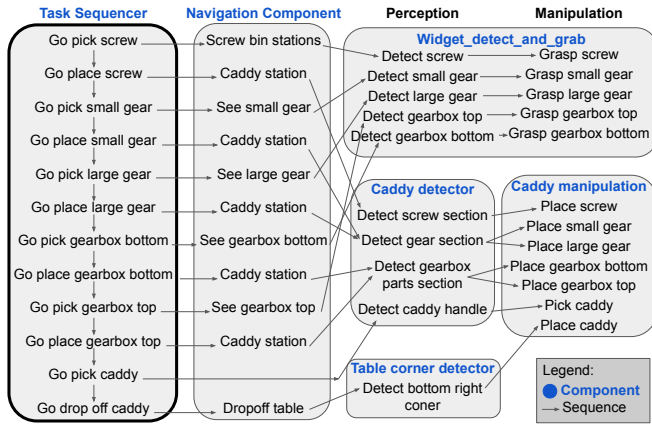 Task Sequencer
Navigation Component
Perception
Manipulation
Go pick screw
Go place screw
Go pick small gear
Go place small gear
Go pick large gear
Go place large gear
Go pick gearbox bottom
Go place gearbox bottom
Go pick gearbox top
Go place gearbox top
Go pick caddy
Go drop off caddy
Screw bin stations
Caddy station
See small gear
Caddy station
See large gear
Caddy station
See gearbox bottom
Caddy station
See gearbox top
Caddy station
Dropoff table
Widget_detect_and_grab
Detect screw
Grasp screw
Detect small gear
Grasp small gear
Detect large gear
Grasp large gear
Detect gearbox top
Grasp gearbox top
Detect gearbox bottom
Grasp gearbox bottom
Caddy detector
Detect screw section
Detect gear section
Detect gearbox
parts section
Detect caddy handle
Caddy manipulation
Place screw
Place small gear
Place large gear
Place gearbox bottom
Place gearbox top
Pick caddy
Place caddy
Table corner detector
Detect bottom right
coner
Legend:
Component
Sequence